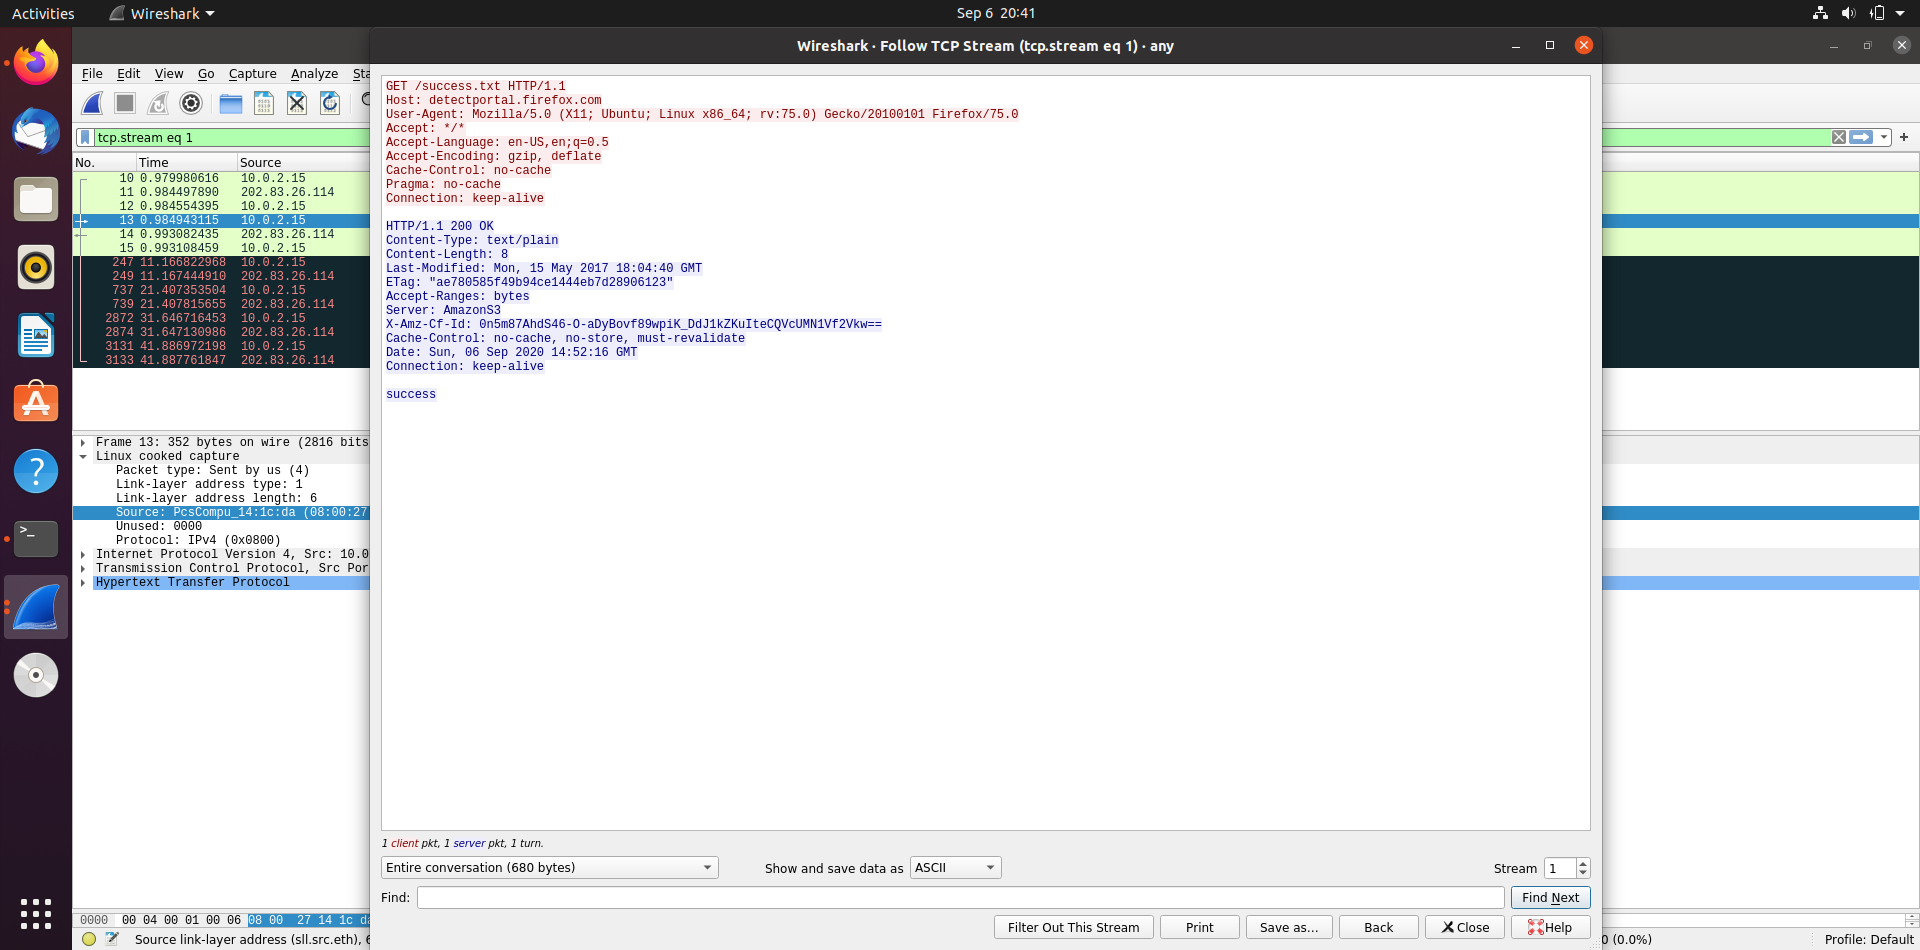 Activities
Wireshark
Sep 6 20:41
Wireshark · Follow TCP Stream (tcp.stream eq 1) · any
File Edit View Go Capture Analyze
tcp.stream eq 1
No. Time Source
10 0.979980616 10.0.2.15
11 0.984497890 202.83.26.114
12 0.984554395 10.0.2.15
13 0.984943115 10.0.2.15
14 0.993082435 202.83.26.114
15 0.993108459 10.0.2.15
247 11.166822968 10.0.2.15
249 11.167444910 202.83.26.114
737 21.407353504 10.0.2.15
739 21.407815655 202.83.26.114
2872 31.646716453 10.0.2.15
2874 31.647130986 202.83.26.114
3131 41.886972198 10.0.2.15
3133 41.887761847 202.83.26.114
Frame 13: 352 bytes on wire (2816 bits
Linux cooked capture
Packet type: Sent by us (4)
Link-layer address type: 1
Link-layer address length: 6
Source: PcsCompu_14:1c:da (08:00:27
Unused: 0000
Protocol: IPv4 (0x0800)
Internet Protocol Version 4, Src: 10.0
Transmission Control Protocol, Src Por
Hypertext Transfer Protocol
0000 00 04 00 01 00 06 08 00 27 14 1c da
Source link-layer address (sll.src.eth), 6
GET /success.txt HTTP/1.1
Host: detectportal.firefox.com
User-Agent: Mozilla/5.0 (X11; Ubuntu; Linux x86_64; rv:75.0) Gecko/20100101 Firefox/75.0
Accept: */*
Accept-Language: en-US,en;q=0.5
Accept-Encoding: gzip, deflate
Cache-Control: no-cache
Pragma: no-cache
Connection: keep-alive
HTTP/1.1 200 OK
Content-Type: text/plain
Content-Length: 8
Last-Modified: Mon, 15 May 2017 18:04:40 GMT
ETag: "ae780585f49b94ce1444eb7d28906123"
Accept-Ranges: bytes
Server: AmazonS3
X-Amz-Cf-Id: 0n5m87AhdS46-O-aDyBovf89wpiK_DdJ1kZKuIteCQVcUMN1Vf2Vkw==
Cache-Control: no-cache, no-store, must-revalidate
Date: Sun, 06 Sep 2020 14:52:16 GMT
Connection: keep-alive
success
1 client pkt, 1 server pkt, 1 turn.
Entire conversation (680 bytes)
Show and save data as ASCII
Stream 1
Find:
Find Next
Filter Out This Stream
Print
Save as...
Back
Close
Help
0 (0.0%)
Profile: Default